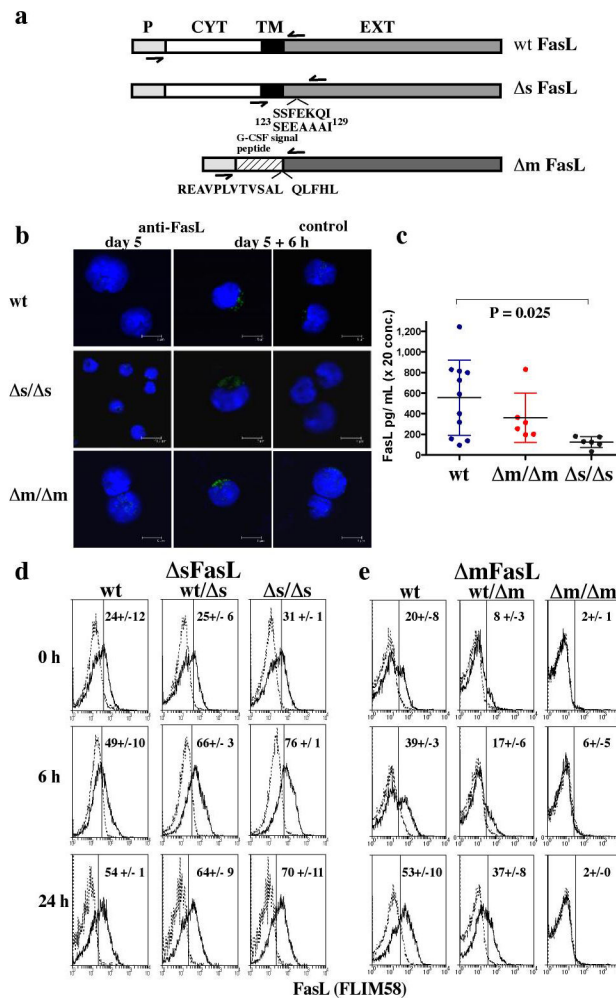 a
P CYT TM EXT
wt FasL
Δs FasL
SSFEKQI
123 SEEAAAI 129
G-CSF signal
peptide
Δm FasL
REAVPLVTVSAL QLFHL
b
anti-FasL control
day 5 day 5 + 6 h
wt
Δs/Δs
Δm/Δm
c
P = 0.025
FasL pg/ mL (x 20 conc.)
1,200
1,000
800
600
400
200
0
wt Δm/Δm Δs/Δs
d ΔsFasL
wt wt/Δs Δs/Δs
e ΔmFasL
wt wt/Δm Δm/Δm
0 h
24+/-12 25+/- 6 31 +/- 1 20+/-8 8 +/-3 2+/- 1
6 h
49+/-10 66+/- 3 76 +/ 1 39+/-3 17+/-6 6+/-5
24 h
54 +/- 1 64+/- 9 70 +/-11 53+/-10 37+/-8 2+/-0
FasL (FLIM58)